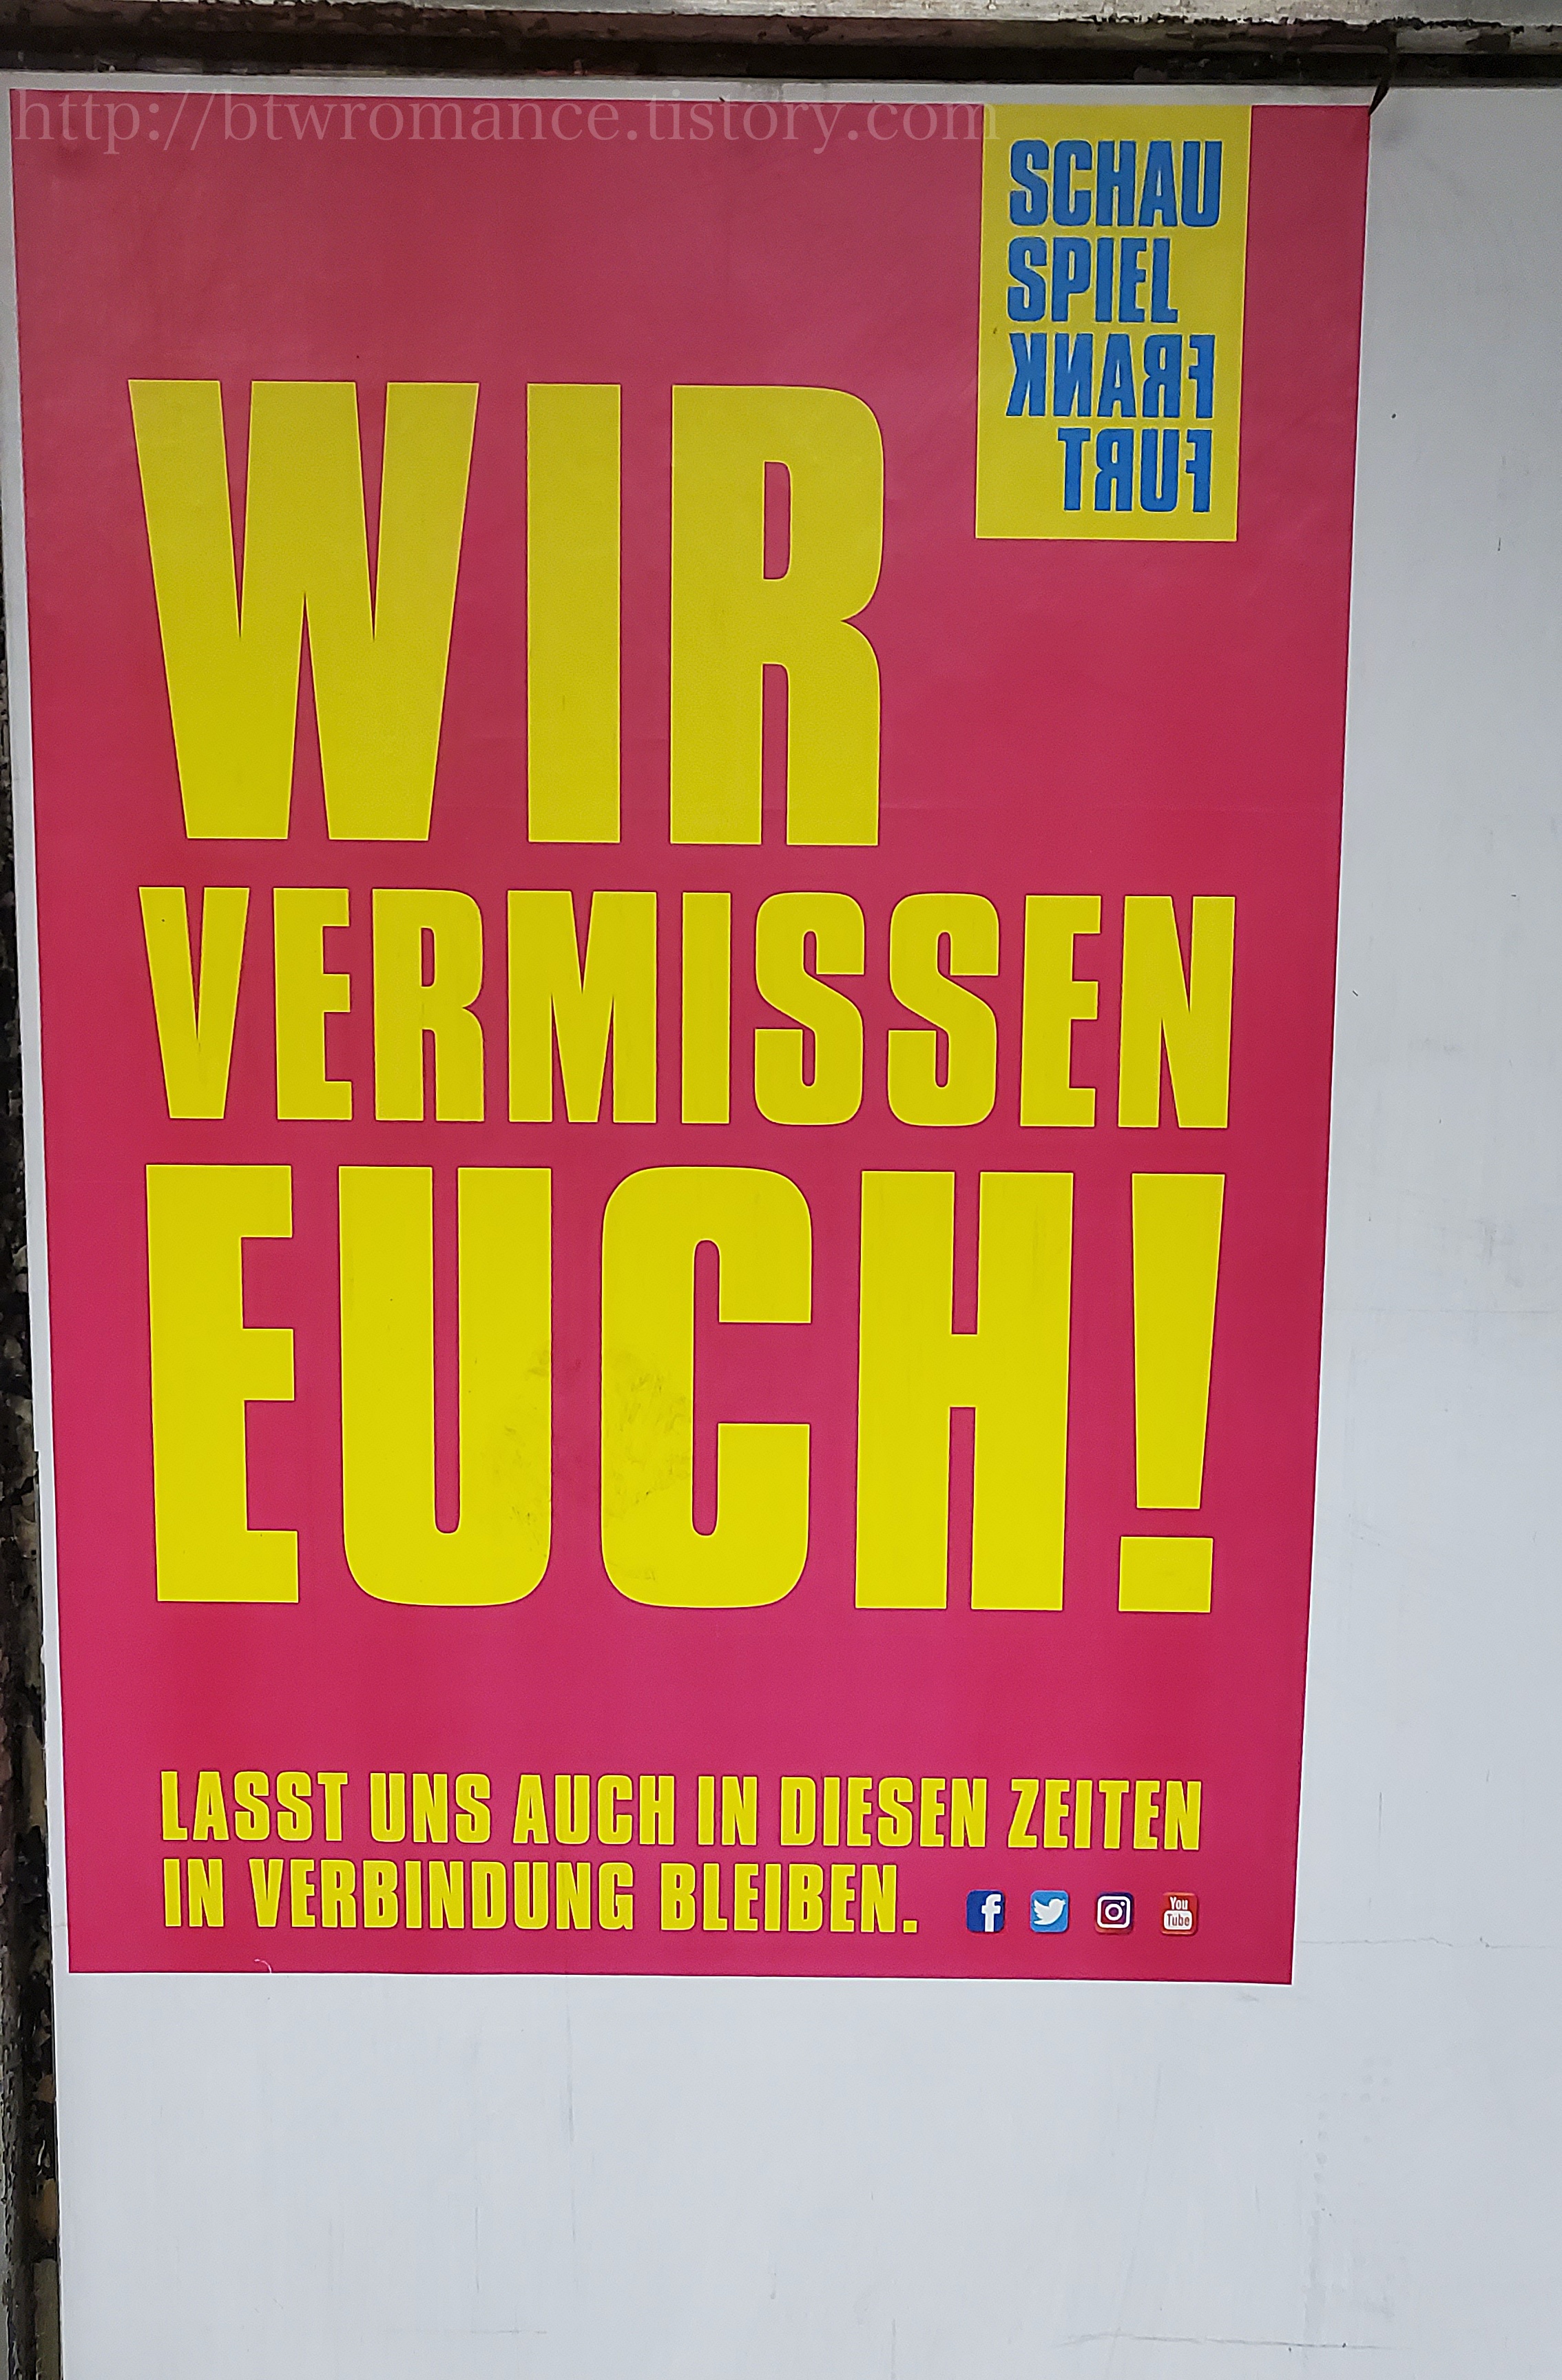 http://btwromance.tistory.com
SCHAU
SPIEL
FRANK
FURT
WIR
VERMISSEN
EUCH!
LASST UNS AUCH IN DIESEN ZEITEN
IN VERBINDUNG BLEIBEN.
You
Tube